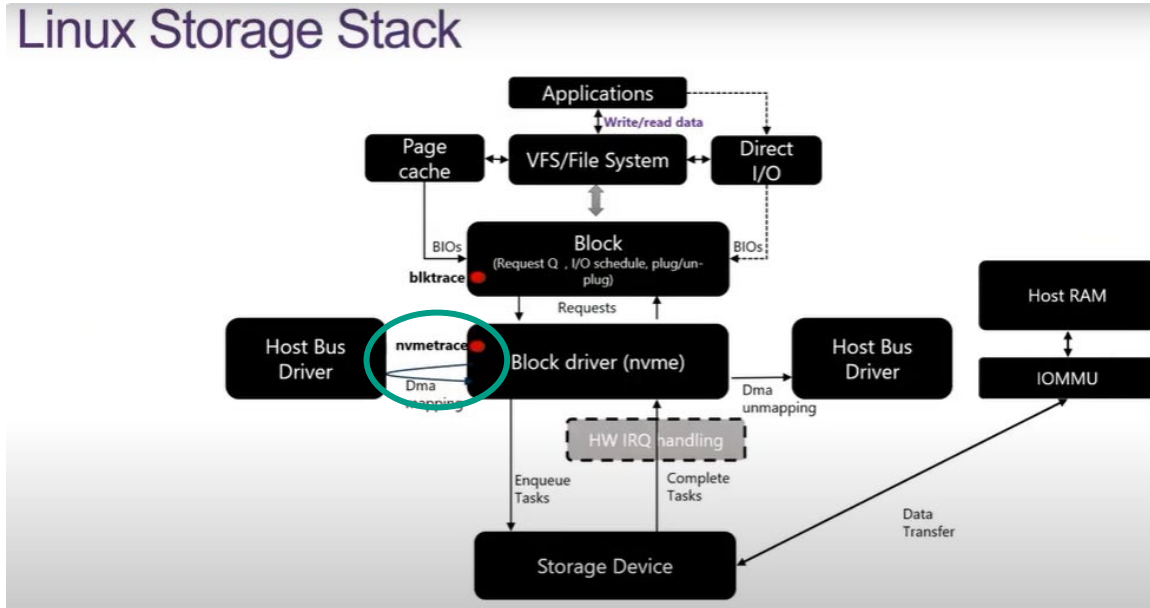 Linux Storage Stack
Applications
Write/read data
Page
cache
VFS/File System
Direct
I/O
BIOs
Block
(Request Q , I/O schedule, plug/un-
plug)
BIOs
blktrace
Requests
Host RAM
Host Bus
Driver
nvmetrace
Dma
mapping
Block driver (nvme)
Dma
unmapping
Host Bus
Driver
IOMMU
HW IRQ handling
Enqueue
Tasks
Complete
Tasks
Data
Transfer
Storage Device